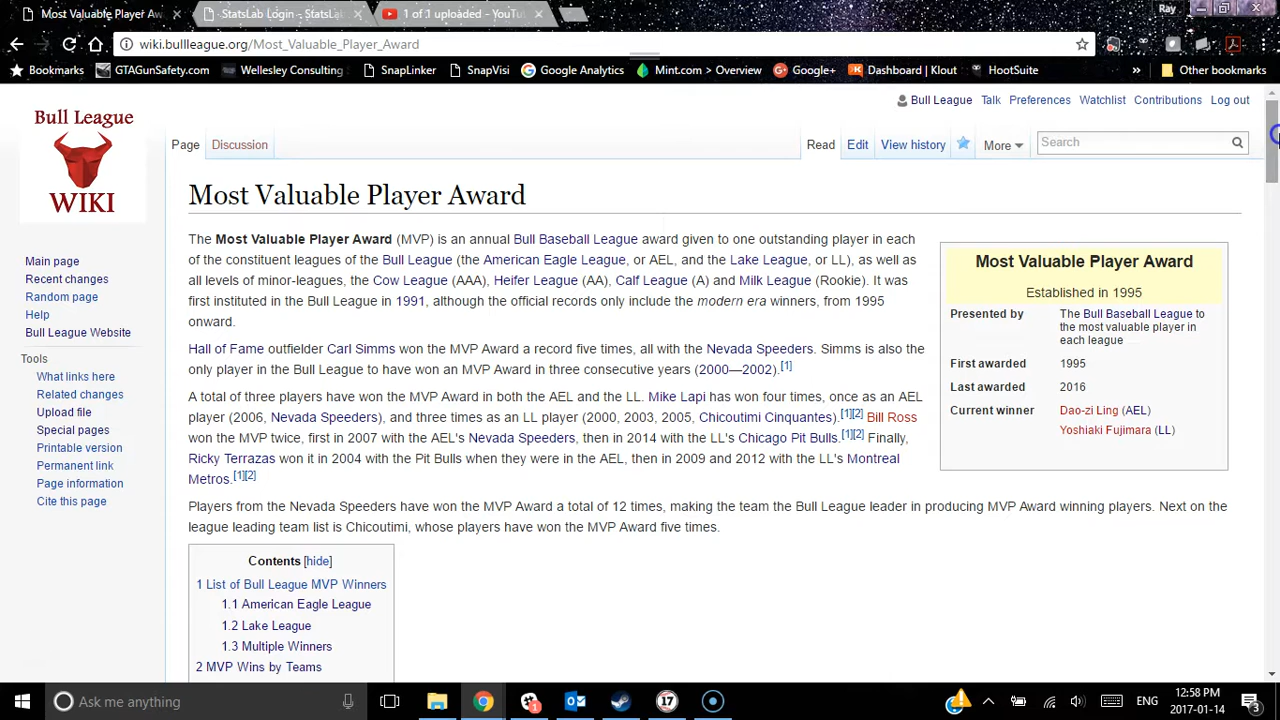 Most Valuable Player Aw
StatsLab Login - StatsLa
1 of 1 uploaded - YouTu
Ray
wiki.bullleague.org/Most_Valuable_Player_Award
Bookmarks
GTAGunSafety.com
Wellesley Consulting
SnapLinker
SnapVisi
Google Analytics
Mint.com > Overview
Google+
Dashboard | Klout
HootSuite
»
Other bookmarks
Bull League
WIKI
Bull League Talk Preferences Watchlist Contributions Log out
Page Discussion
Read Edit View history More Search
Main page
Recent changes
Random page
Help
Bull League Website
Tools
What links here
Related changes
Upload file
Special pages
Printable version
Permanent link
Page information
Cite this page
Most Valuable Player Award
The Most Valuable Player Award (MVP) is an annual Bull Baseball League award given to one outstanding player in each
of the constituent leagues of the Bull League (the American Eagle League, or AEL, and the Lake League, or LL), as well as
all levels of minor-leagues, the Cow League (AAA), Heifer League (AA), Calf League (A) and Milk League (Rookie). It was
first instituted in the Bull League in 1991, although the official records only include the modern era winners, from 1995
onward.
Hall of Fame outfielder Carl Simms won the MVP Award a record five times, all with the Nevada Speeders. Simms is also the
only player in the Bull League to have won an MVP Award in three consecutive years (2000—2002).[1]
A total of three players have won the MVP Award in both the AEL and the LL. Mike Lapi has won four times, once as an AEL
player (2006, Nevada Speeders), and three times as an LL player (2000, 2003, 2005, Chicoutimi Cinquantes).[1][2] Bill Ross
won the MVP twice, first in 2007 with the AEL's Nevada Speeders, then in 2014 with the LL's Chicago Pit Bulls.[1][2] Finally,
Ricky Terrazas won it in 2004 with the Pit Bulls when they were in the AEL, then in 2009 and 2012 with the LL's Montreal
Metros.[1][2]
Players from the Nevada Speeders have won the MVP Award a total of 12 times, making the team the Bull League leader in producing MVP Award winning players. Next on the
league leading team list is Chicoutimi, whose players have won the MVP Award five times.
Most Valuable Player Award
Established in 1995
Presented by The Bull Baseball League to
the most valuable player in
each league
First awarded 1995
Last awarded 2016
Current winner Dao-zi Ling (AEL)
Yoshiaki Fujimara (LL)
Contents [hide]
1 List of Bull League MVP Winners
1.1 American Eagle League
1.2 Lake League
1.3 Multiple Winners
2 MVP Wins by Teams
Ask me anything
1
17
ENG
12:58 PM
2017-01-14
3